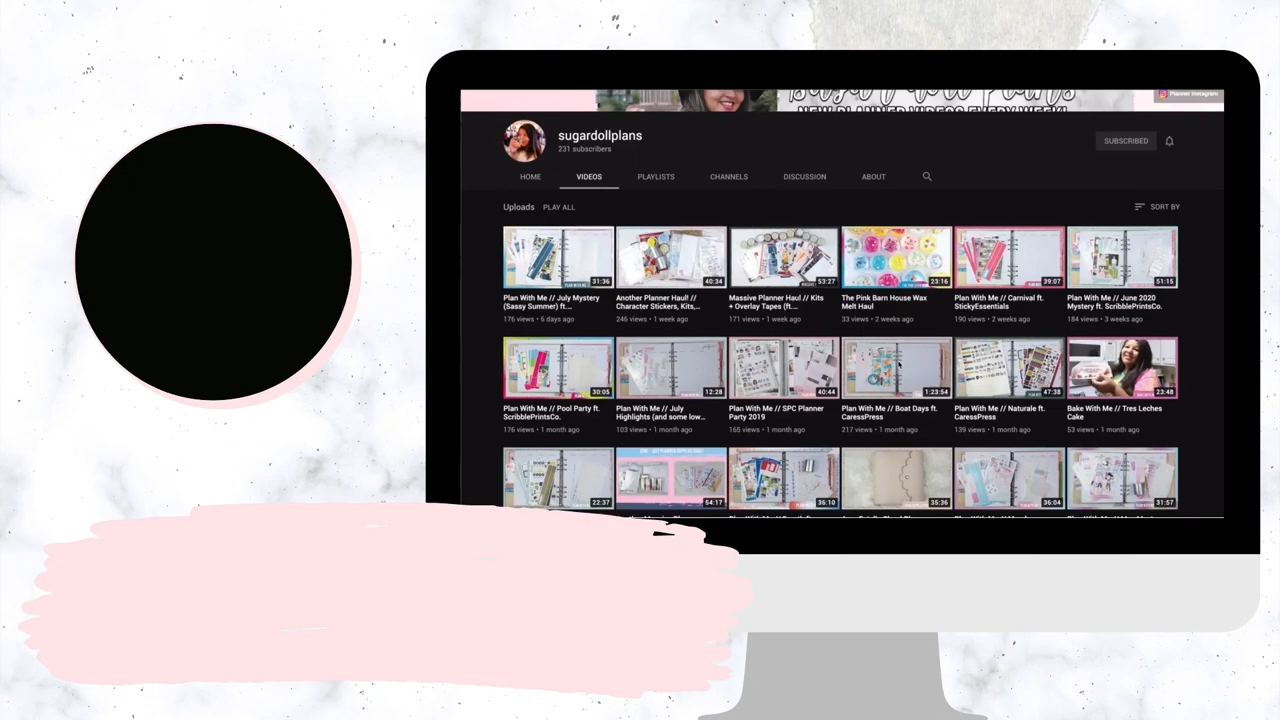 Planner Instagram
NEW PLANNER VIDEOS EVERY WEEK!
sugardollplans
231 subscribers
SUBSCRIBED
HOME
VIDEOS
PLAYLISTS
CHANNELS
DISCUSSION
ABOUT
Uploads
PLAY ALL
SORT BY
31:36
40:34
53:27
23:16
39:07
51:15
Plan With Me // July Mystery
(Sassy Summer) ft....
176 views • 6 days ago
Another Planner Haul! //
Character Stickers, Kits,...
246 views • 1 week ago
Massive Planner Haul // Kits
+ Overlay Tapes (ft....
171 views • 1 week ago
The Pink Barn House Wax
Melt Haul
33 views • 2 weeks ago
Plan With Me // Carnival ft.
StickyEssentials
190 views • 2 weeks ago
Plan With Me // June 2020
Mystery ft. ScribblePrintsCo.
184 views • 3 weeks ago
30:05
12:28
40:44
1:23:54
47:38
23:48
Plan With Me // Pool Party ft.
ScribblePrintsCo.
176 views • 1 month ago
Plan With Me // July
Highlights (and some low...
103 views • 1 month ago
Plan With Me // SPC Planner
Party 2019
165 views • 1 month ago
Plan With Me // Boat Days ft.
CaressPress
217 views • 1 month ago
Plan With Me // Naturale ft.
CaressPress
139 views • 1 month ago
Bake With Me // Tres Leches
Cake
53 views • 1 month ago
22:37
54:17
36:10
35:36
36:04
31:57